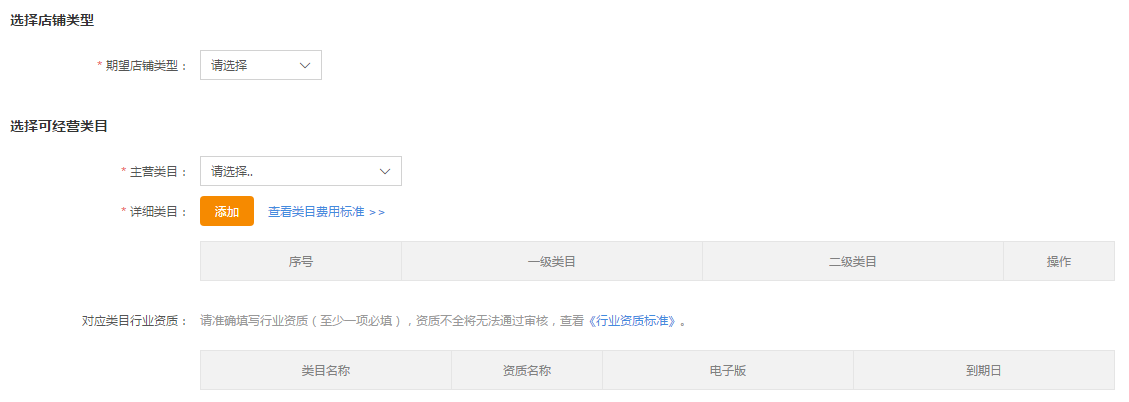 选择店铺类型
* 期望店铺类型： 请选择
选择可经营类目
* 主营类目： 请选择..
* 详细类目： 添加 查看类目费用标准 >>
序号 一级类目 二级类目 操作
对应类目行业资质： 请准确填写行业资质（至少一项必填），资质不全将无法通过审核，查看《行业资质标准》。
类目名称 资质名称 电子版 到期日